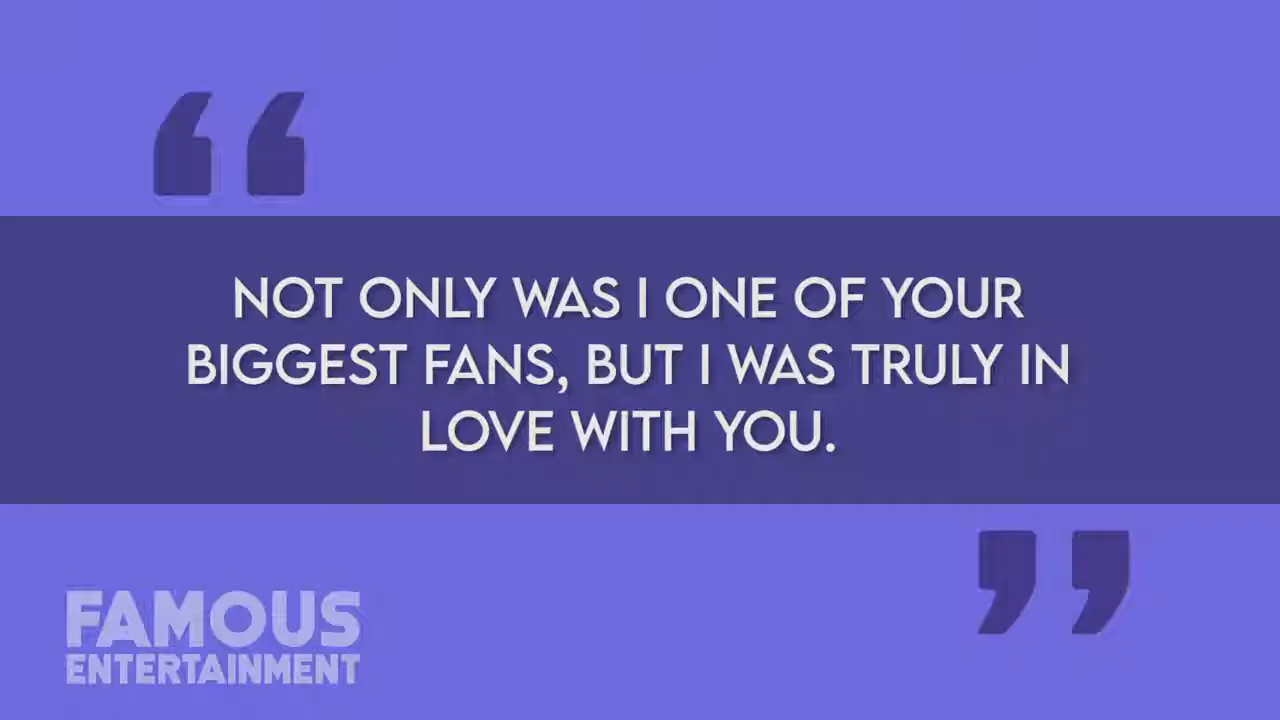 NOT ONLY WAS I ONE OF YOUR
BIGGEST FANS, BUT I WAS TRULY IN
LOVE WITH YOU.
FAMOUS
ENTERTAINMENT